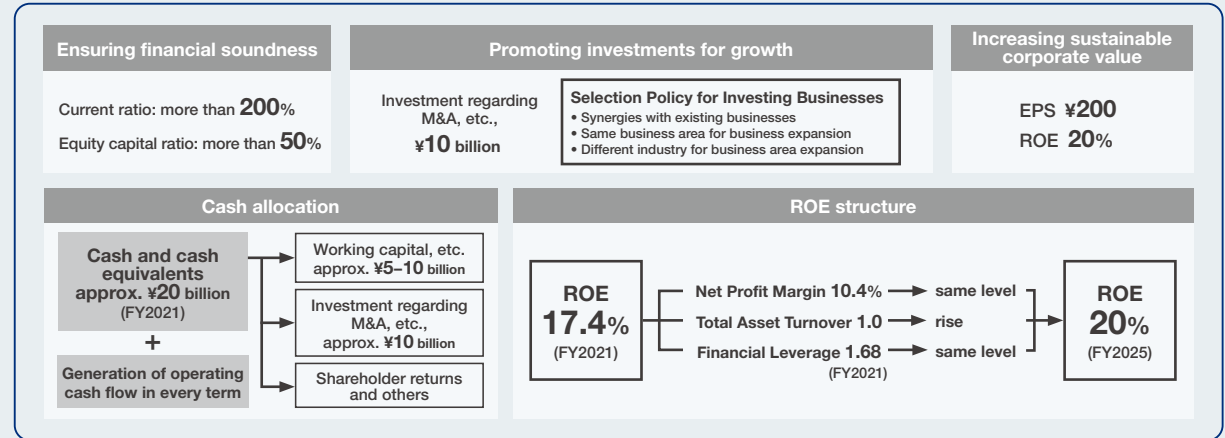 Ensuring financial soundness
Current ratio: more than 200%
Equity capital ratio: more than 50%
Promoting investments for growth
Investment regarding
M&A, etc.,
¥10 billion
Selection Policy for Investing Businesses
• Synergies with existing businesses
• Same business area for business expansion
• Different industry for business area expansion
Increasing sustainable
corporate value
EPS ¥200
ROE 20%
Cash allocation
Cash and cash
equivalents
approx. ¥20 billion
(FY2021)
+
Generation of operating
cash flow in every term
Working capital, etc.
approx. ¥5–10 billion
Investment regarding
M&A, etc.,
approx. ¥10 billion
Shareholder returns
and others
ROE structure
ROE
17.4%
(FY2021)
Net Profit Margin 10.4% same level
Total Asset Turnover 1.0 rise
Financial Leverage 1.68 same level
(FY2021)
ROE
20%
(FY2025)